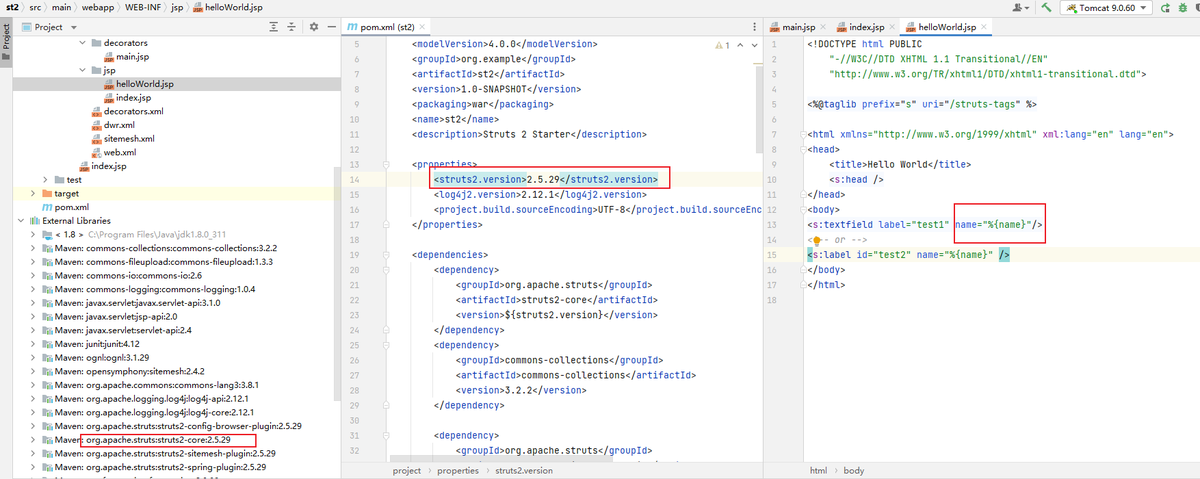 st2 › src › main › webapp › WEB-INF › jsp › helloWorld.jsp
Tomcat 9.0.60
Project
Project
decorators
main.jsp
jsp
helloWorld.jsp
index.jsp
decorators.xml
dwr.xml
sitemesh.xml
web.xml
index.jsp
test
target
pom.xml
External Libraries
< 1.8 > C:\Program Files\Java\jdk1.8.0_311
Maven: commons-collections:commons-collections:3.2.2
Maven: commons-fileupload:commons-fileupload:1.3.3
Maven: commons-io:commons-io:2.6
Maven: commons-logging:commons-logging:1.0.4
Maven: javax.servlet:javax.servlet-api:3.1.0
Maven: javax.servlet:jsp-api:2.0
Maven: javax.servlet:servlet-api:2.4
Maven: junit:junit:4.12
Maven: ognl:ognl:3.1.29
Maven: opensymphony:sitemesh:2.4.2
Maven: org.apache.commons:commons-lang3:3.8.1
Maven: org.apache.logging.log4j:log4j-api:2.12.1
Maven: org.apache.logging.log4j:log4j-core:2.12.1
Maven: org.apache.struts:struts2-config-browser-plugin:2.5.29
Maven: org.apache.struts:struts2-core:2.5.29
Maven: org.apache.struts:struts2-sitemesh-plugin:2.5.29
Maven: org.apache.struts:struts2-spring-plugin:2.5.29
pom.xml (st2)
1
5 <modelVersion>4.0.0</modelVersion>
6 <groupId>org.example</groupId>
7 <artifactId>st2</artifactId>
8 <version>1.0-SNAPSHOT</version>
9 <packaging>war</packaging>
10 <name>st2</name>
11 <description>Struts 2 Starter</description>
12
13 <properties>
14 <struts2.version>2.5.29</struts2.version>
15 <log4j2.version>2.12.1</log4j2.version>
16 <project.build.sourceEncoding>UTF-8</project.build.sourceEnc
17 </properties>
18
19 <dependencies>
20 <dependency>
21 <groupId>org.apache.struts</groupId>
22 <artifactId>struts2-core</artifactId>
23 <version>${struts2.version}</version>
24 </dependency>
25 <dependency>
26 <groupId>commons-collections</groupId>
27 <artifactId>commons-collections</artifactId>
28 <version>3.2.2</version>
29 </dependency>
30
31 <dependency>
32 <groupId>org.apache.struts</groupId>
project › properties › struts2.version
main.jsp index.jsp helloWorld.jsp
1 <!DOCTYPE html PUBLIC
2 "-//W3C//DTD XHTML 1.1 Transitional//EN"
3 "http://www.w3.org/TR/xhtml1/DTD/xhtml1-transitional.dtd">
4
5 <%@taglib prefix="s" uri="/struts-tags" %>
6
7 <html xmlns="http://www.w3.org/1999/xhtml" xml:lang="en" lang="en">
8 <head>
9 <title>Hello World</title>
10 <s:head />
11 </head>
12 <body>
13 <s:textfield label="test1" name="%{name}"/>
14 <!-- or -->
15 <s:label id="test2" name="%{name}" />
16 </body>
17 </html>
18
html › body